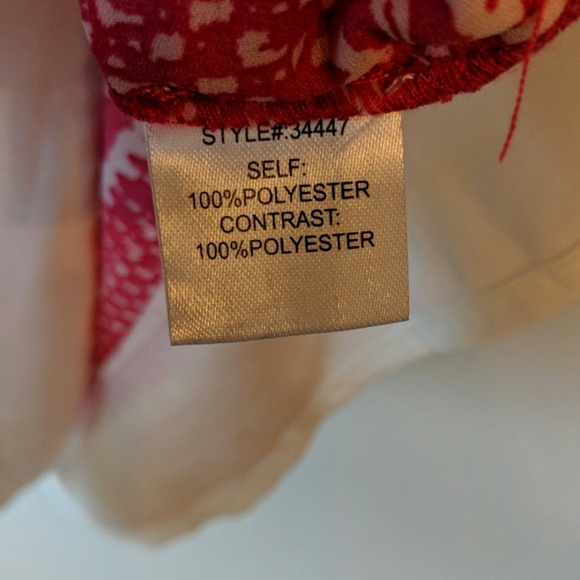 STYLE#:34447
SELF:
100%POLYESTER
CONTRAST:
100%POLYESTER